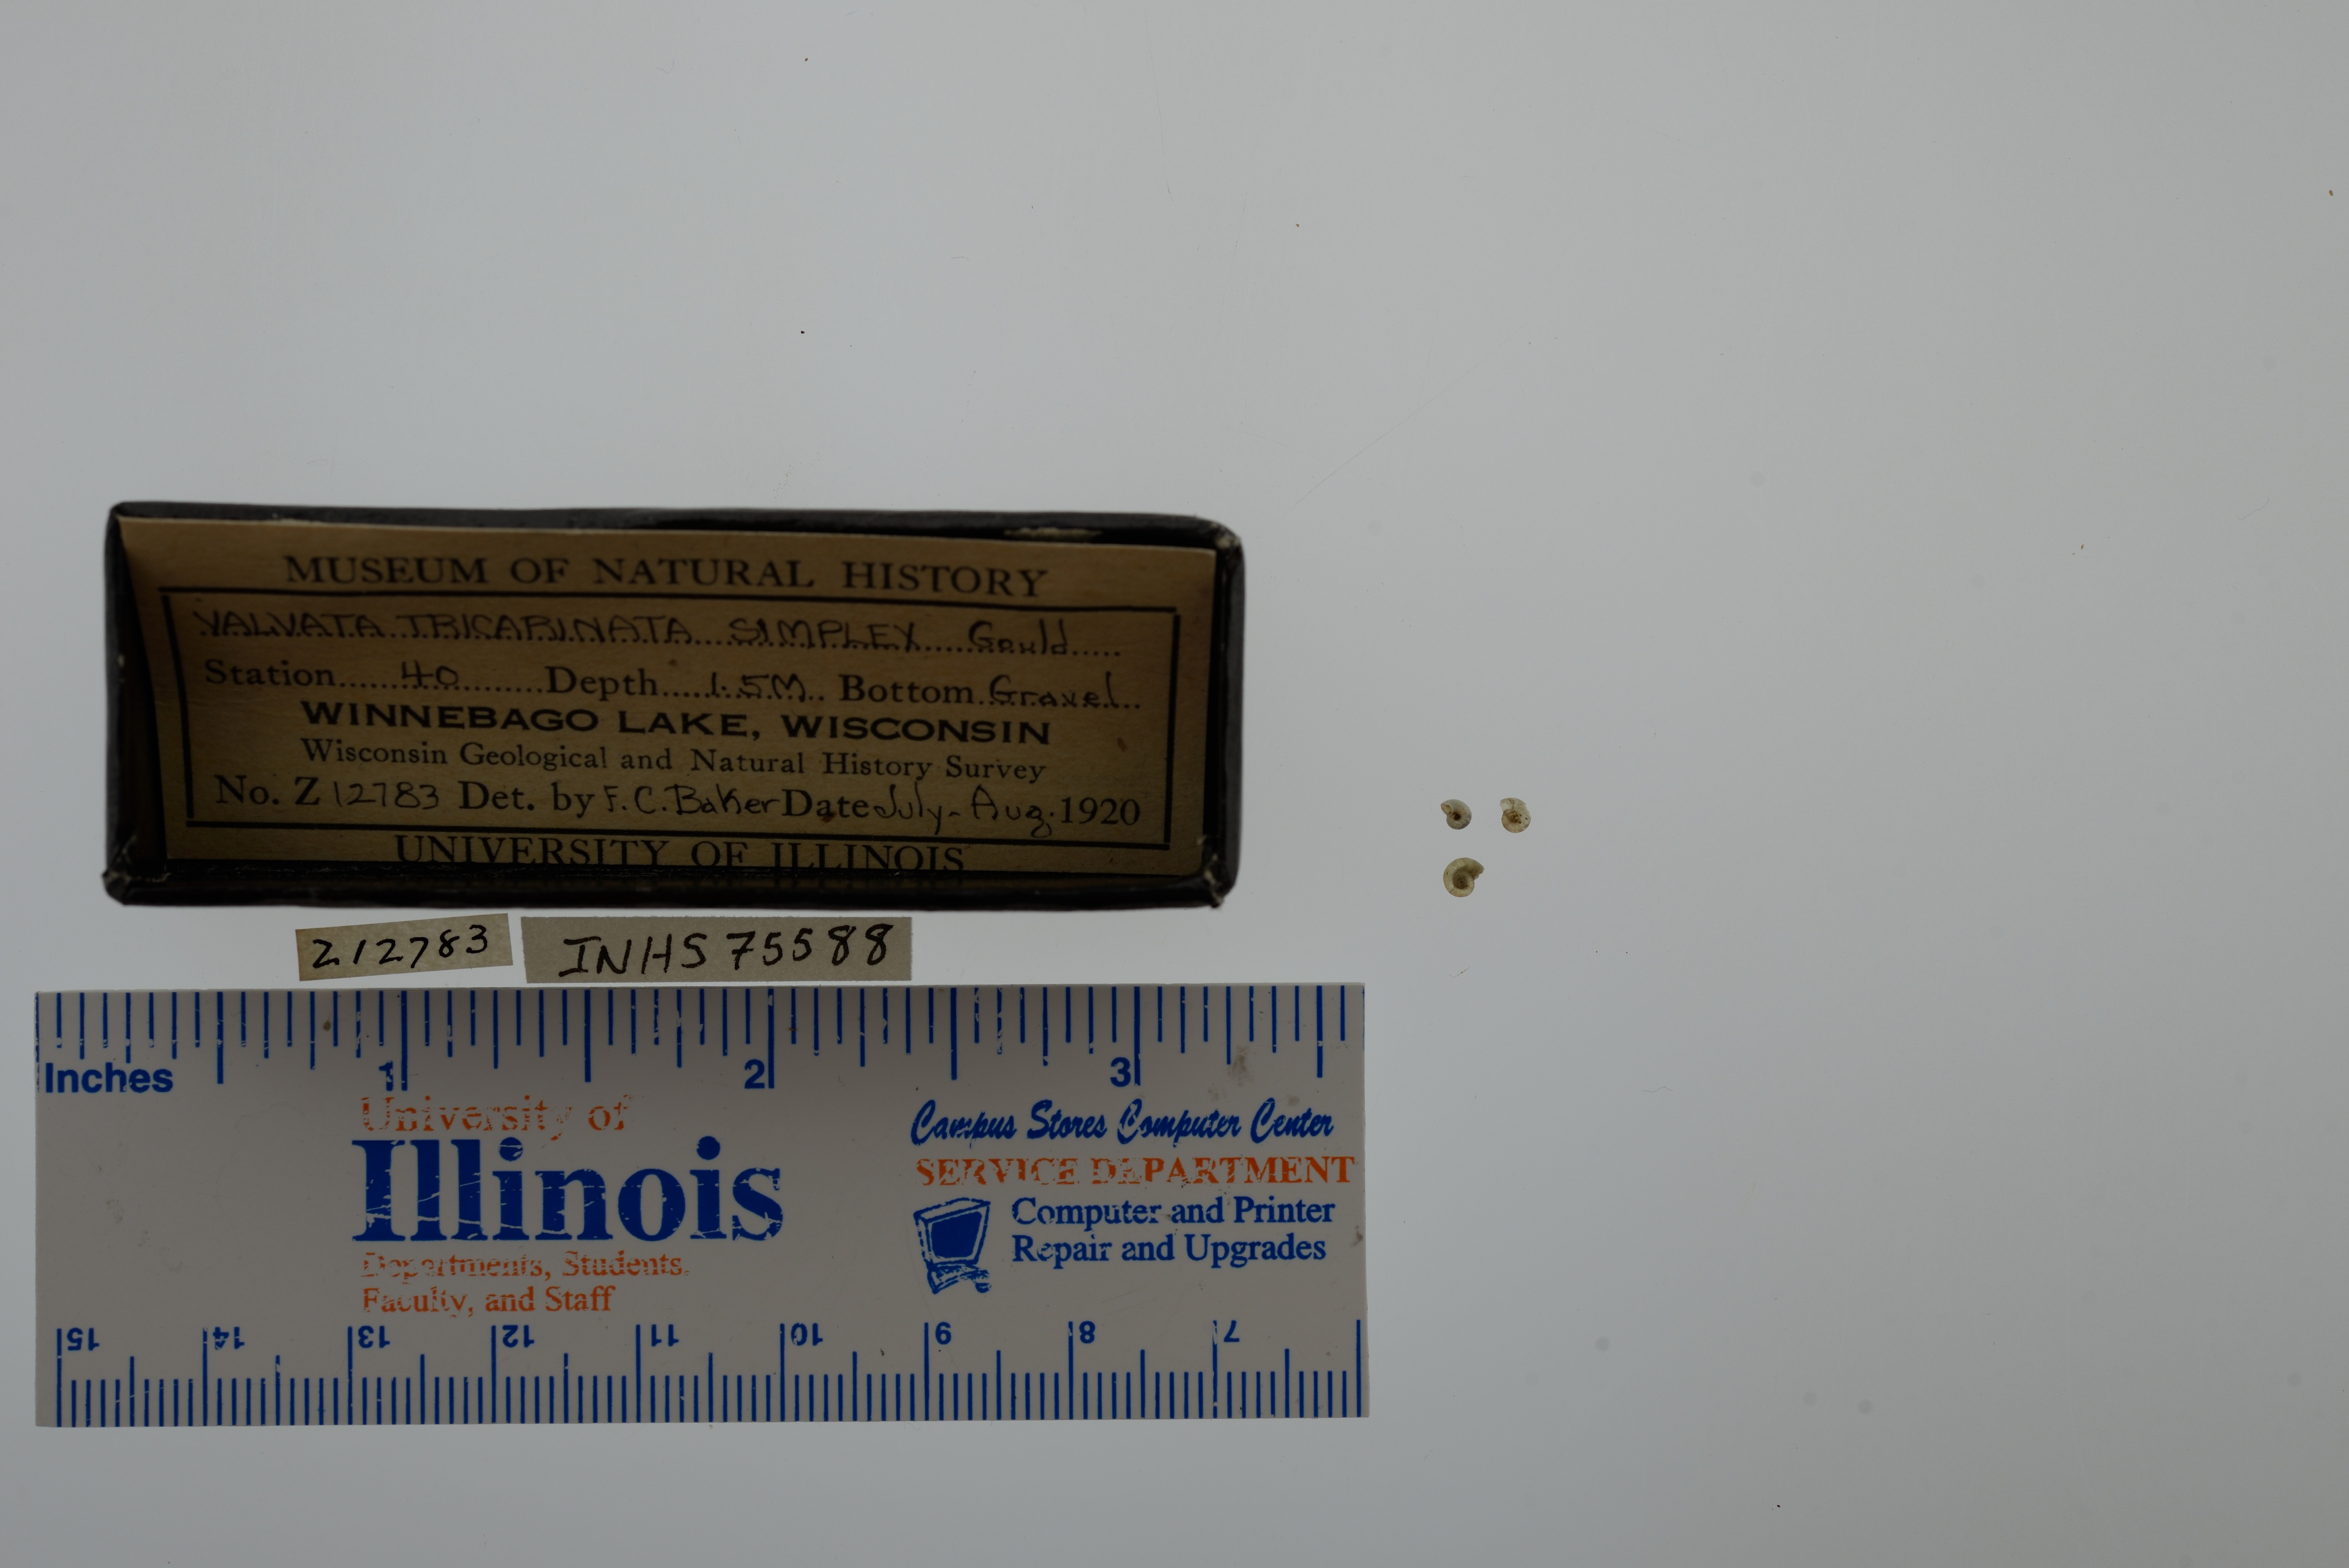 MUSEUM OF NATURAL HISTORY
VALVATA TRICARINATA SIMPLEX Gould
Station 40 Depth 1.5M Bottom Gravel
WINNEBAGO LAKE, WISCONSIN
Wisconsin Geological and Natural History Survey
No. Z 12783 Det. by F.C. Baker Date July-Aug. 1920
UNIVERSITY OF ILLINOIS
Z12783
INHS 75588
Inches 1 2 3
University of
Illinois
Departments, Students,
Faculty, and Staff
Campus Stores Computer Center
SERVICE DEPARTMENT
Computer and Printer
Repair and Upgrades
15 14 13 12 11 10 9 8 7